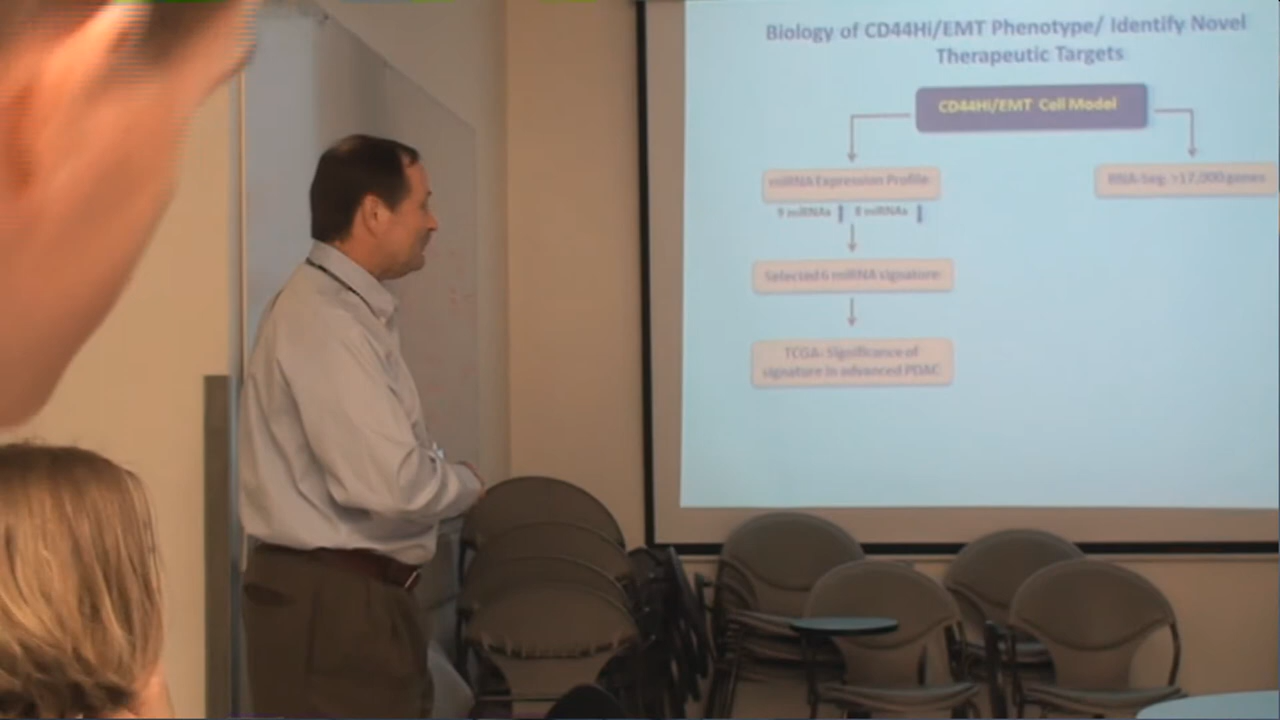 Biology of CD44Hi/EMT Phenotype/ Identify Novel
Therapeutic Targets
CD44Hi/EMT Cell Model
miRNA Expression Profile
RNA-Seq. >17,000 genes
9 miRNAs 8 miRNAs
Selected 6 miRNA signature
TCGA- Significance of
signature in advanced PDAC